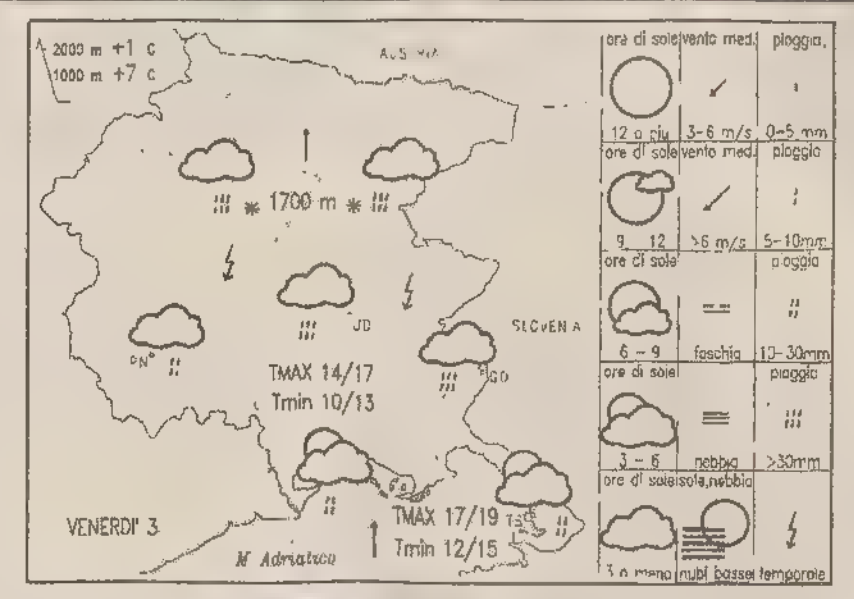 2000 m +1 c
1000 m +7 c
1700 m
PN
UD
GO
SLOVENIA
TMAX 14/17
Tmin 10/13
TMAX 17/19
TS
Tmin 12/15
VENERDI' 3
M Adriatico
ore di sole vento med. pioggia
12 o piu 3-6 m/s 0-5 mm
ore di sole vento med. pioggia
9 12 >6 m/s 5-10mm
ore di sole pioggia
6 - 9 foschia 10-30mm
ore di sole pioggia
3 - 6 nebbia >30mm
ore di sole sole,nebbia
3 o meno nubi basse temporale